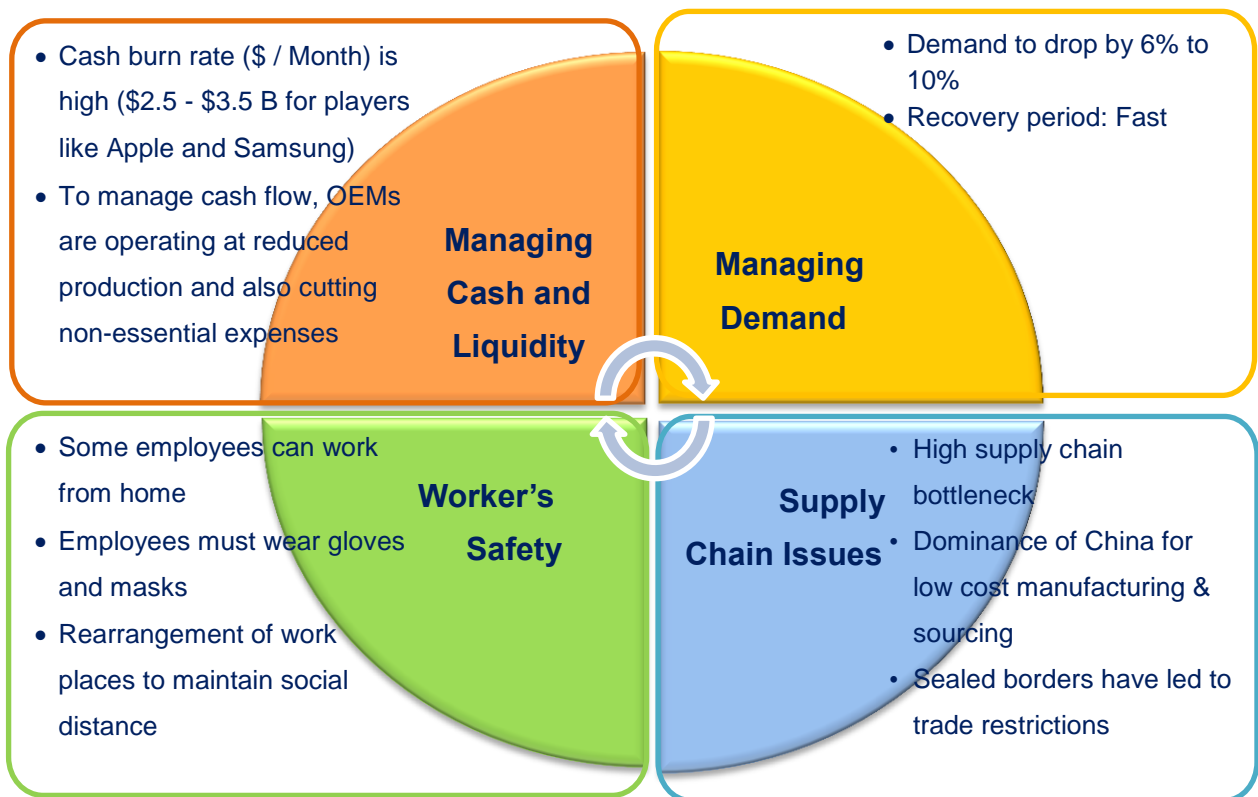 • Cash burn rate ($ / Month) is
high ($2.5 - $3.5 B for players
like Apple and Samsung)
• To manage cash flow, OEMs
are operating at reduced
production and also cutting
non-essential expenses
Managing
Cash and
Liquidity
• Demand to drop by 6% to
10%
• Recovery period: Fast
Managing
Demand
• Some employees can work
from home
• Employees must wear gloves
and masks
• Rearrangement of work
places to maintain social
distance
Worker’s
Safety
Supply
Chain Issues
• High supply chain
bottleneck
• Dominance of China for
low cost manufacturing &
sourcing
• Sealed borders have led to
trade restrictions